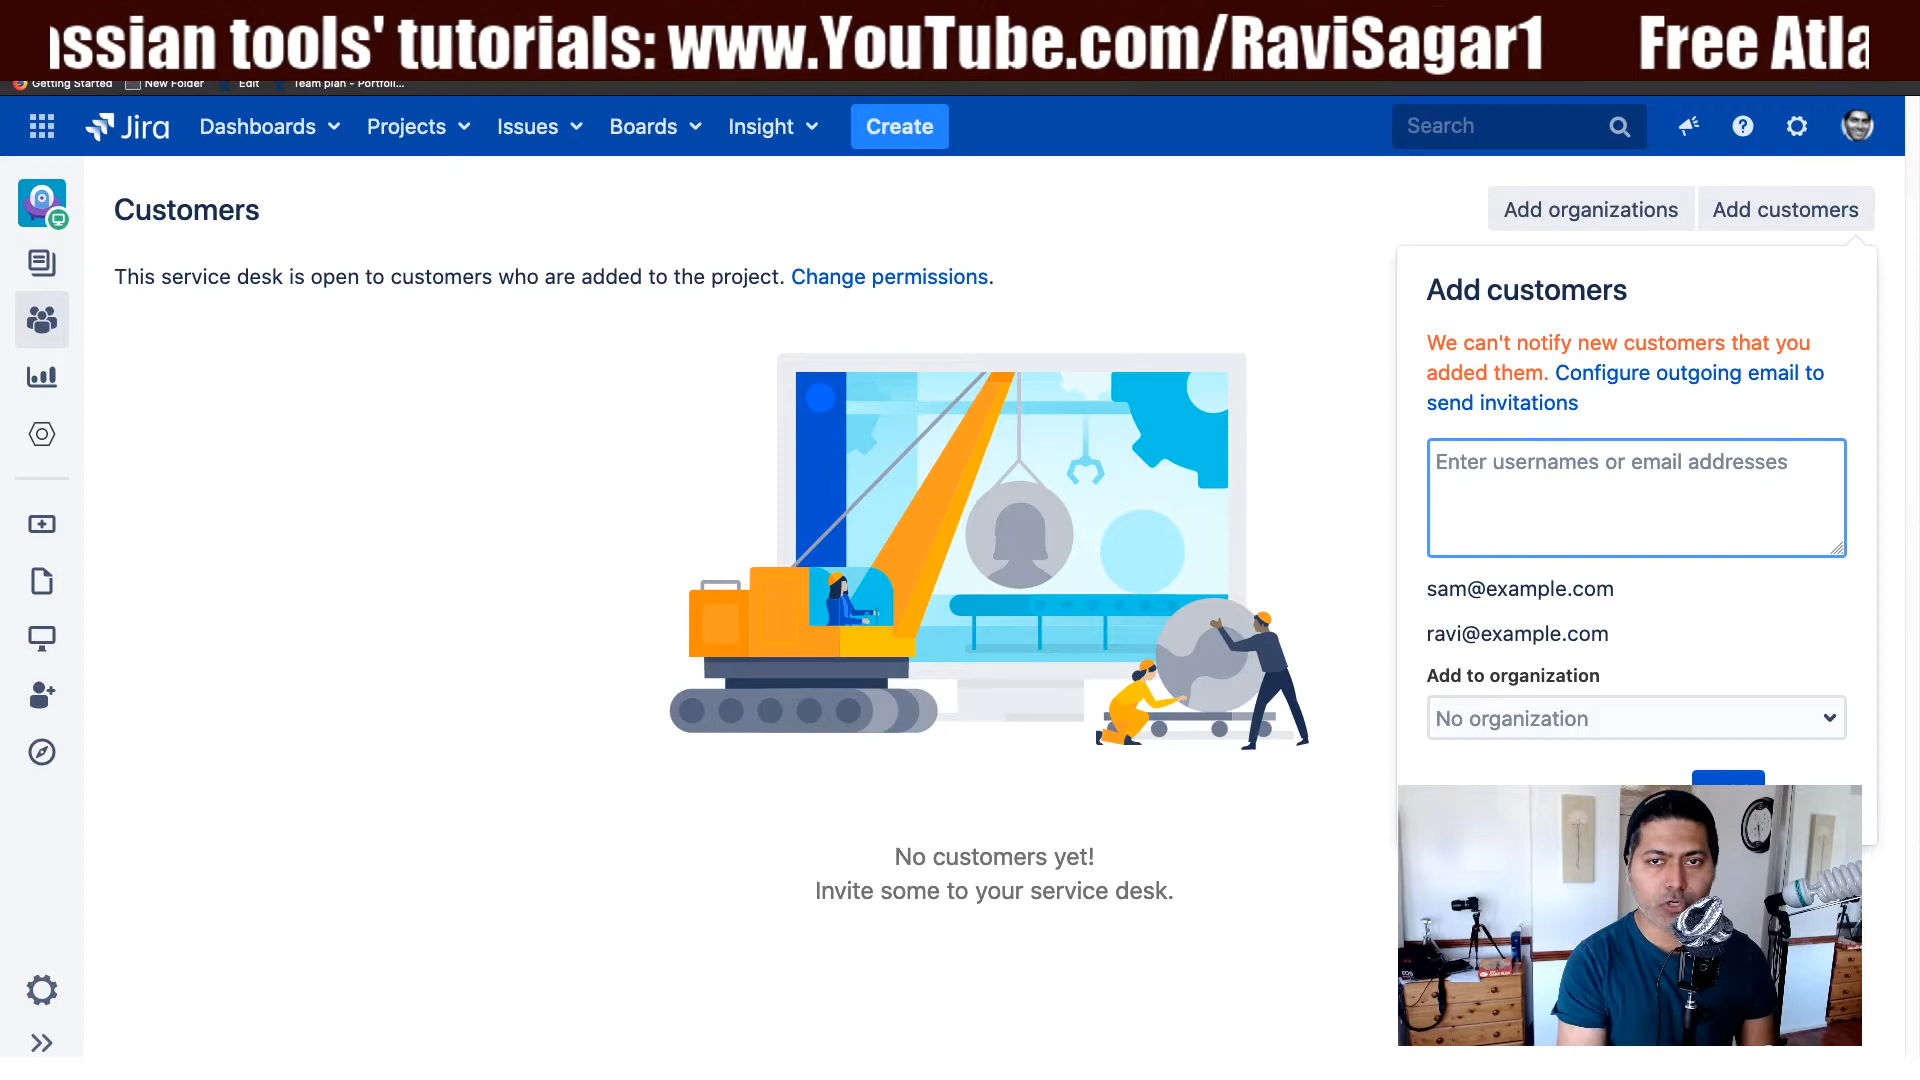 ssian tools' tutorials: www.YouTube.com/RaviSagar1 Free Atla
Getting Started New Folder Edit Team plan - Portfoli...
Jira Dashboards Projects Issues Boards Insight Create Search
Customers
Add organizations Add customers
This service desk is open to customers who are added to the project. Change permissions.
Add customers
We can't notify new customers that you
added them. Configure outgoing email to
send invitations
Enter usernames or email addresses
sam@example.com
ravi@example.com
Add to organization
No organization
No customers yet!
Invite some to your service desk.